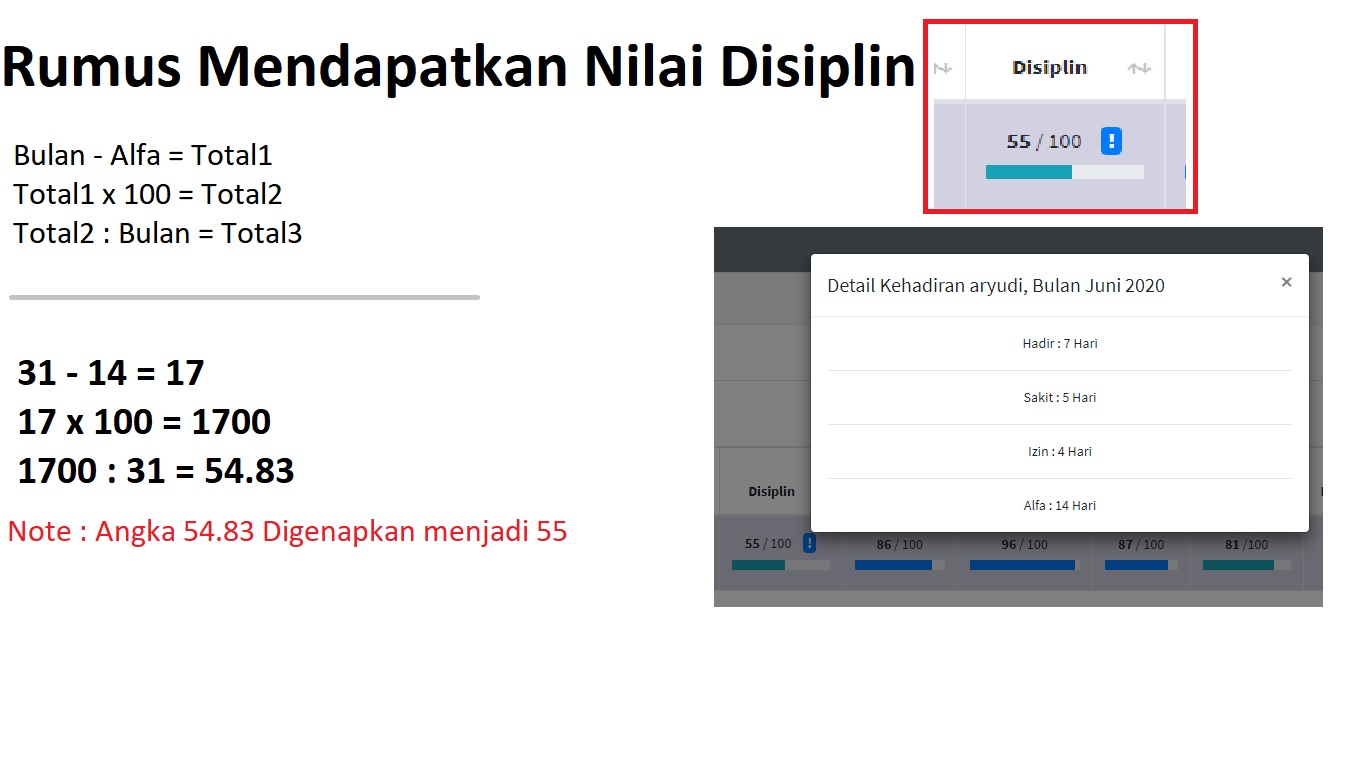 Rumus Mendapatkan Nilai Disiplin
Disiplin
55 / 100 !
Bulan - Alfa = Total1
Total1 x 100 = Total2
Total2 : Bulan = Total3
31 - 14 = 17
17 x 100 = 1700
1700 : 31 = 54.83
Note : Angka 54.83 Digenapkan menjadi 55
Detail Kehadiran aryudi, Bulan Juni 2020 ×
Hadir : 7 Hari
Sakit : 5 Hari
Izin : 4 Hari
Alfa : 14 Hari
Disiplin
55 / 100 ! 86 / 100 96 / 100 87 / 100 81 /100